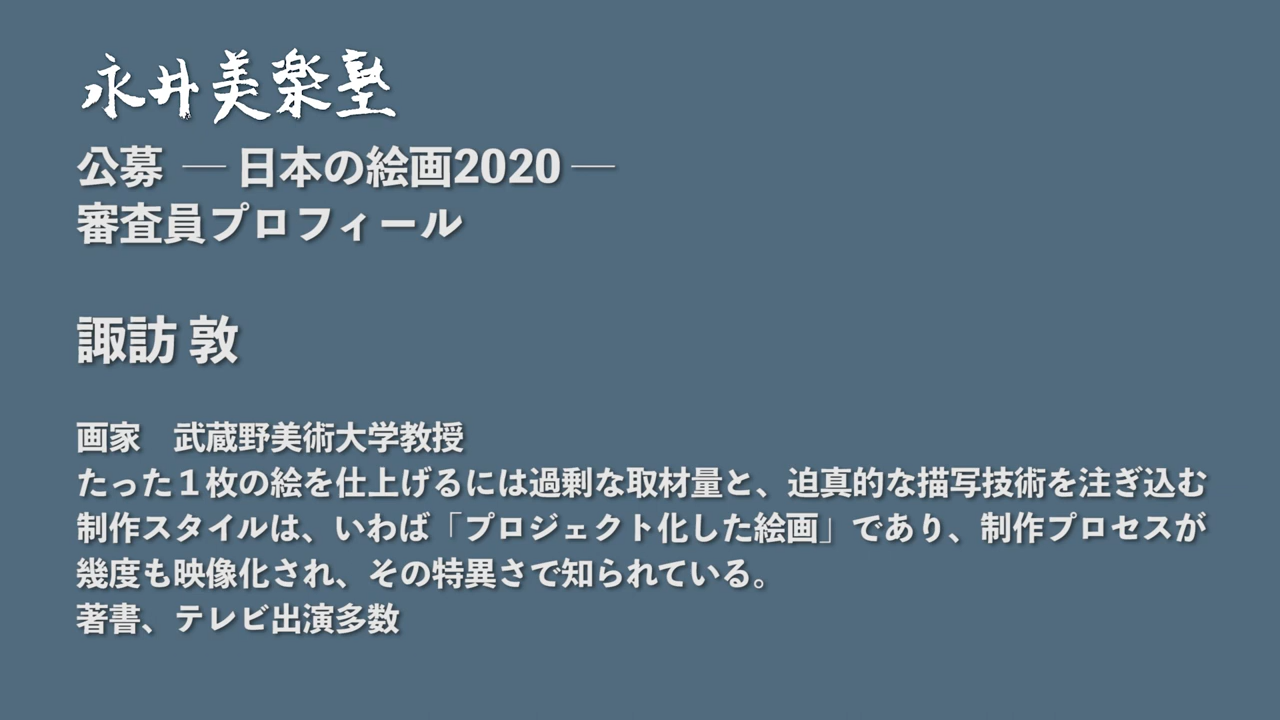 永井美楽塾
公募 ― 日本の絵画2020 ―
審査員プロフィール
諏訪 敦
画家　武蔵野美術大学教授
たった１枚の絵を仕上げるには過剰な取材量と、迫真的な描写技術を注ぎ込む
制作スタイルは、いわば「プロジェクト化した絵画」であり、制作プロセスが
幾度も映像化され、その特異さで知られている。
著書、テレビ出演多数